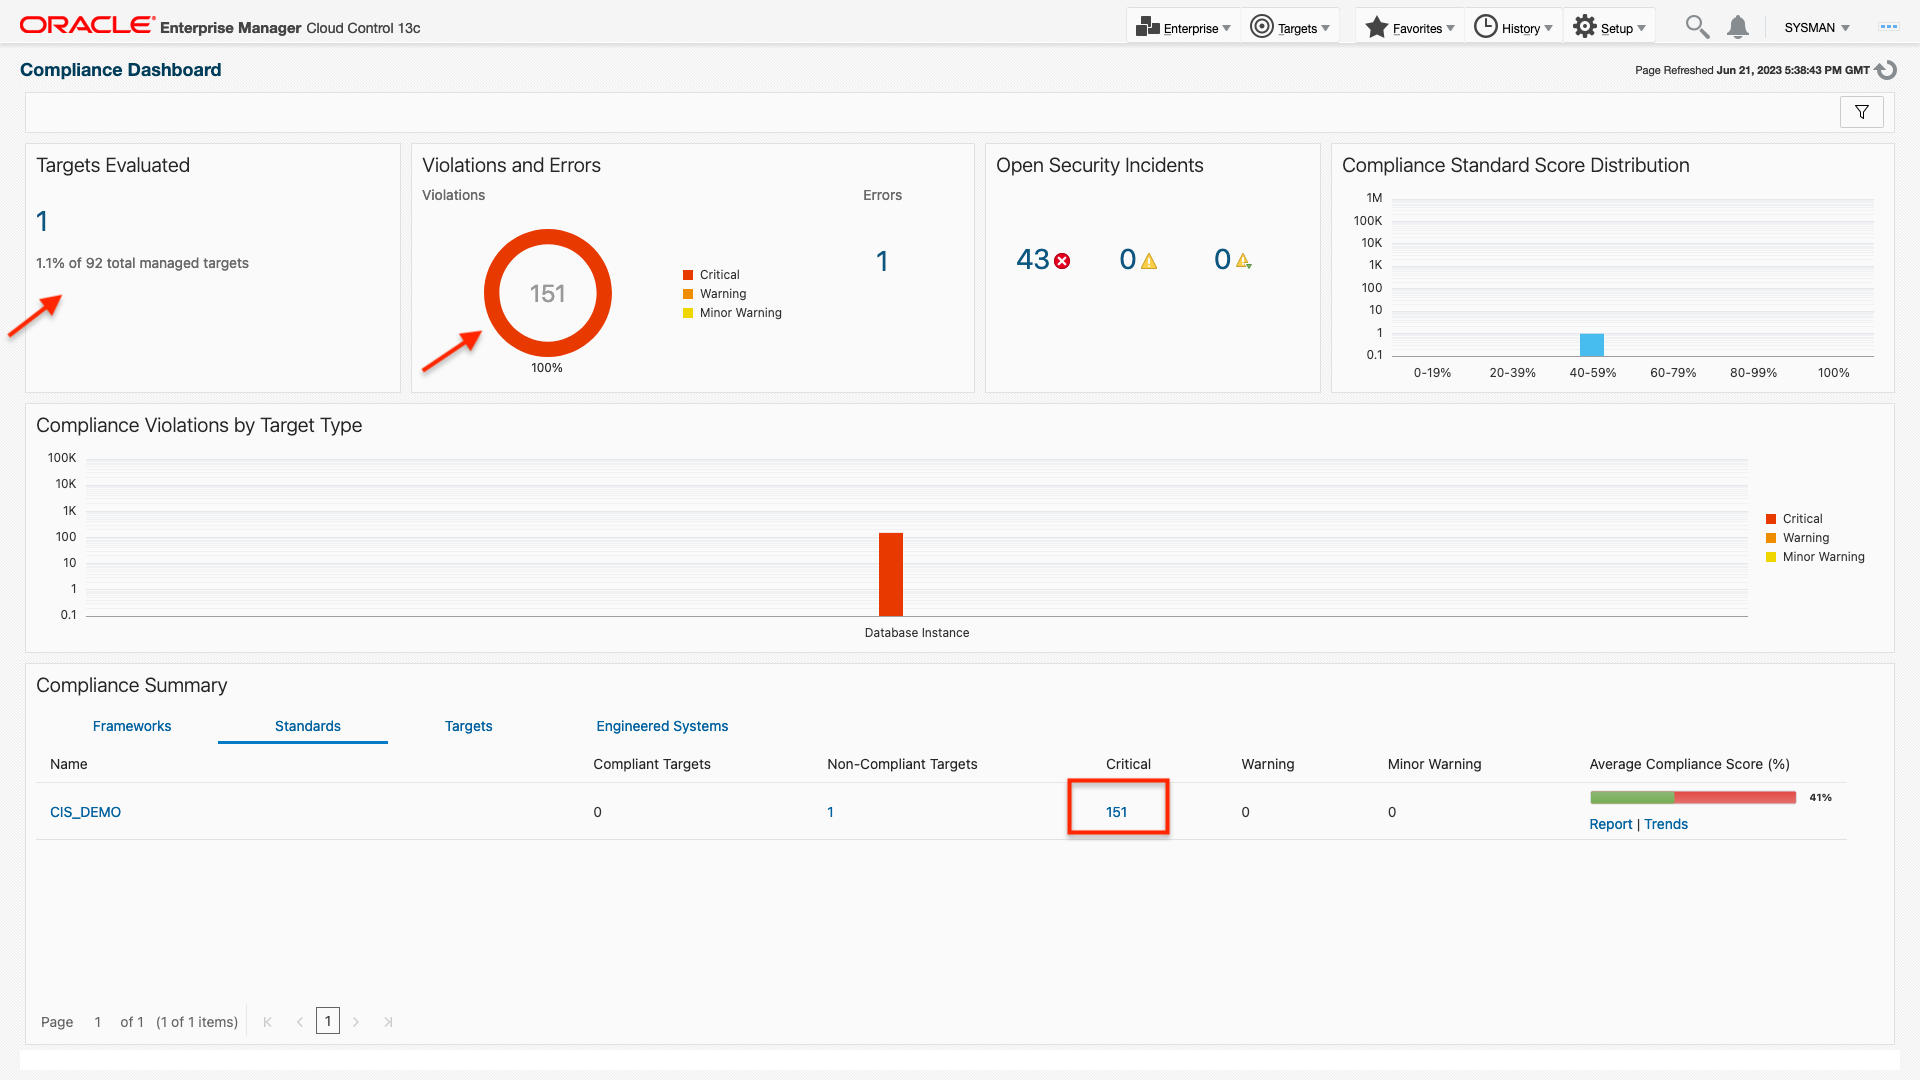 ORACLE Enterprise Manager Cloud Control 13c
Enterprise Targets Favorites History Setup SYSMAN
Compliance Dashboard
Page Refreshed Jun 21, 2023 5:38:43 PM GMT
Targets Evaluated
1
1.1% of 92 total managed targets
Violations and Errors
Violations
Errors
151
100%
Critical
Warning
Minor Warning
1
Open Security Incidents
43 0 0
Compliance Standard Score Distribution
1M
100K
10K
1K
100
10
1
0.1
0-19% 20-39% 40-59% 60-79% 80-99% 100%
Compliance Violations by Target Type
100K
10K
1K
100
10
1
0.1
Database Instance
Critical
Warning
Minor Warning
Compliance Summary
Frameworks Standards Targets Engineered Systems
Name Compliant Targets Non-Compliant Targets Critical Warning Minor Warning Average Compliance Score (%)
CIS_DEMO 0 1 151 0 0 41%
Report | Trends
Page 1 of 1 (1 of 1 items) 1